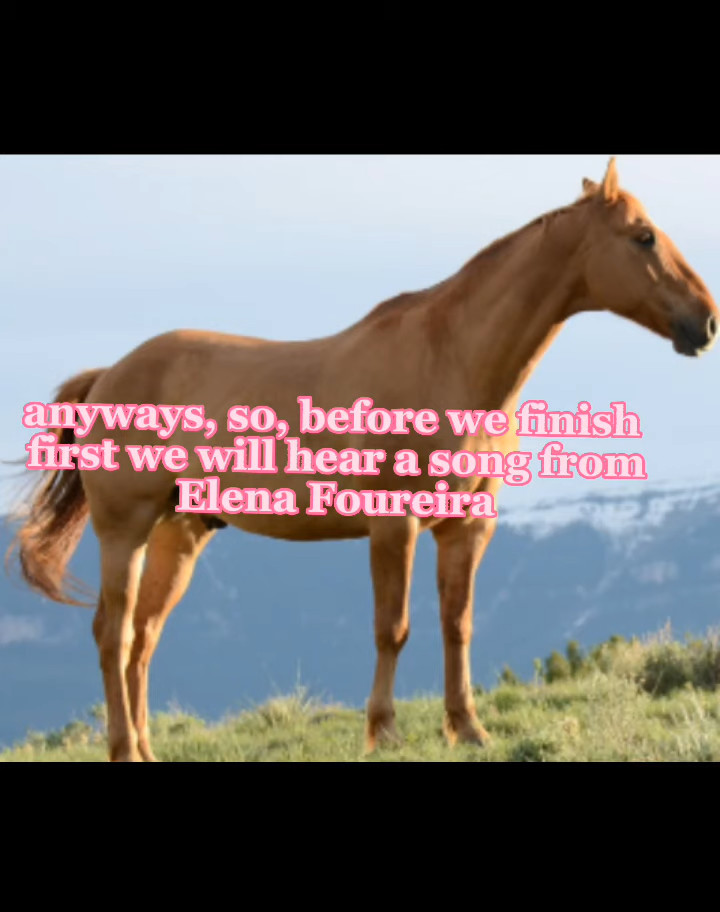 anyways, so, before we finish
first we will hear a song from
Elena Foureira